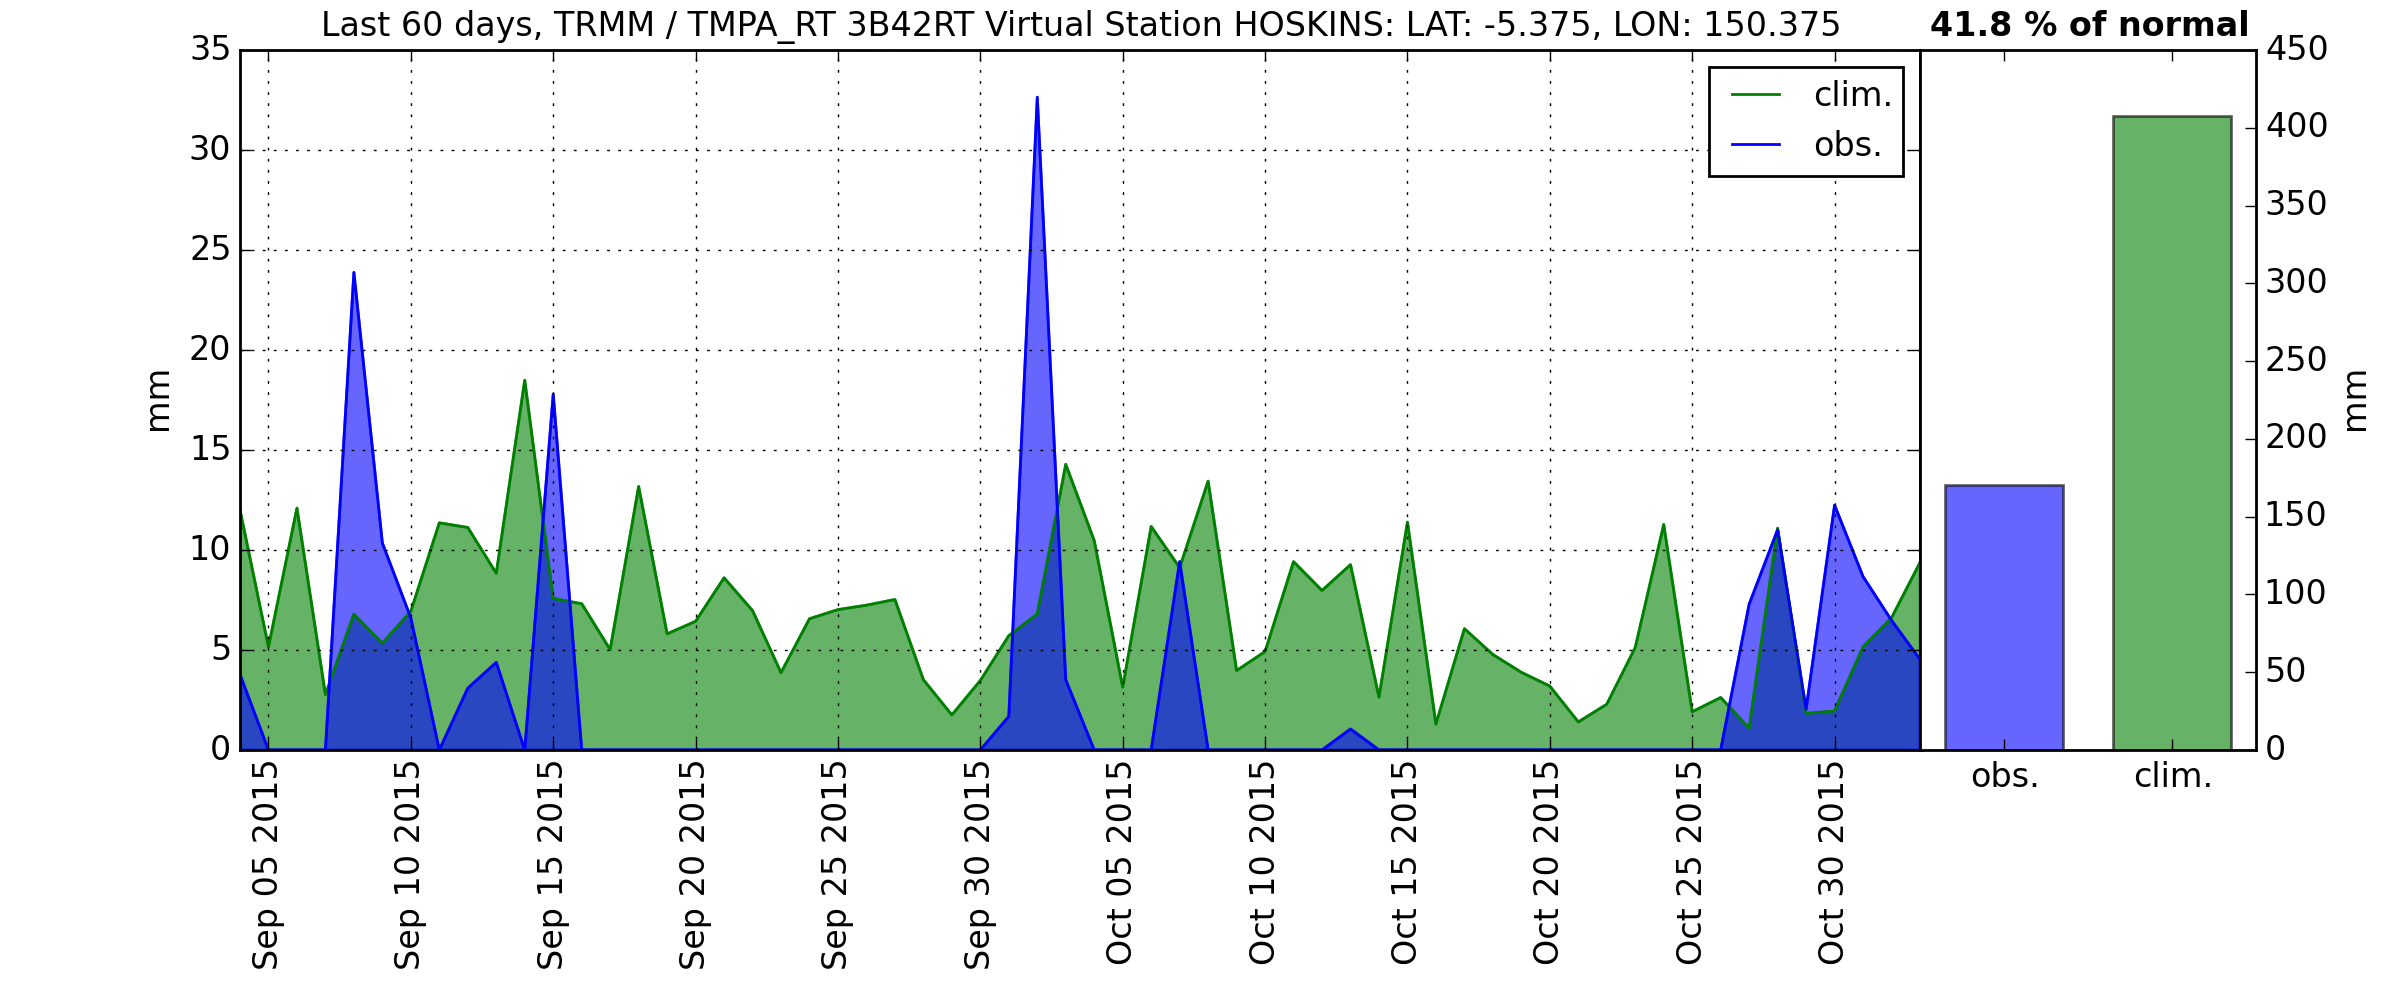 Last 60 days, TRMM / TMPA_RT 3B42RT Virtual Station HOSKINS: LAT: -5.375, LON: 150.375
41.8 % of normal
35
30
25
20
15
10
5
0
mm
clim.
obs.
Sep 05 2015
Sep 10 2015
Sep 15 2015
Sep 20 2015
Sep 25 2015
Sep 30 2015
Oct 05 2015
Oct 10 2015
Oct 15 2015
Oct 20 2015
Oct 25 2015
Oct 30 2015
obs.
clim.
450
400
350
300
250
200
150
100
50
0
mm